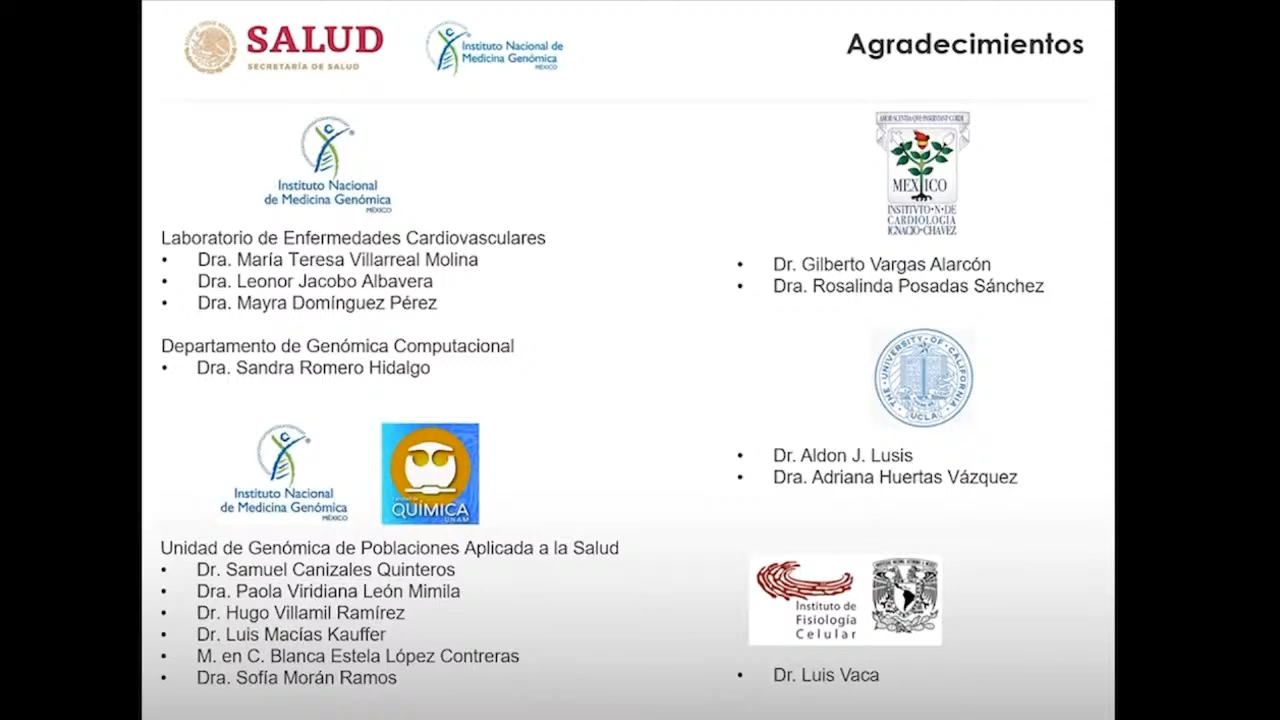 SALUD
SECRETARÍA DE SALUD
Instituto Nacional de
Medicina Genómica
MÉXICO
Agradecimientos
Instituto Nacional
de Medicina Genómica
MÉXICO
Laboratorio de Enfermedades Cardiovasculares
• Dra. María Teresa Villarreal Molina
• Dra. Leonor Jacobo Albavera
• Dra. Mayra Domínguez Pérez
Departamento de Genómica Computacional
• Dra. Sandra Romero Hidalgo
Instituto Nacional
de Medicina Genómica
MÉXICO
Facultad de
QUÍMICA
UNAM
Unidad de Genómica de Poblaciones Aplicada a la Salud
• Dr. Samuel Canizales Quinteros
• Dra. Paola Viridiana León Mimila
• Dr. Hugo Villamil Ramírez
• Dr. Luis Macías Kauffer
• M. en C. Blanca Estela López Contreras
• Dra. Sofía Morán Ramos
MEXICO
INSTITVTO•N•DE
CARDIOLOGIA
IGNACIO•CHAVEZ
• Dr. Gilberto Vargas Alarcón
• Dra. Rosalinda Posadas Sánchez
THE UNIVERSITY OF CALIFORNIA
UCLA
• Dr. Aldon J. Lusis
• Dra. Adriana Huertas Vázquez
Instituto de
Fisiología
Celular
• Dr. Luis Vaca